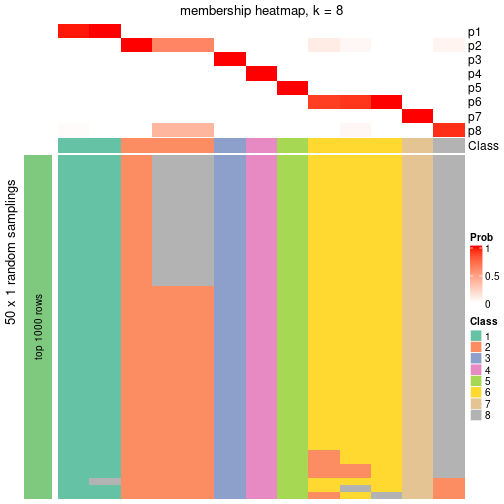 membership heatmap, k = 8
p1
p2
p3
p4
p5
p6
p7
p8
Class
50 x 1 random samplings
top 1000 rows
Prob
1
0.5
0
Class
1
2
3
4
5
6
7
8